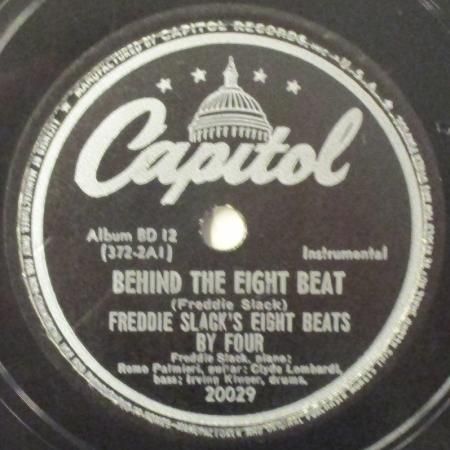 MANUFACTURED BY CAPITOL RECORDS, INC. U.S.A.
Capitol
Album BD 12
(372-2A1)
Instrumental
BEHIND THE EIGHT BEAT
(Freddie Slack)
FREDDIE SLACK'S EIGHT BEATS
BY FOUR
Freddie Slack, piano;
Remo Palmieri, guitar; Clyde Lombardi,
bass; Irving Kluger, drums.
20029